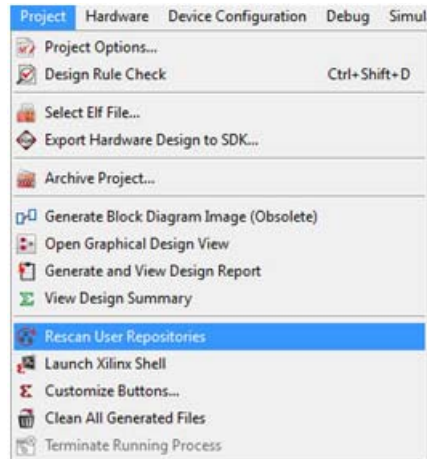 Project Hardware Device Configuration Debug Simul
Project Options...
Design Rule Check Ctrl+Shift+D
Select Elf File...
Export Hardware Design to SDK...
Archive Project...
Generate Block Diagram Image (Obsolete)
Open Graphical Design View
Generate and View Design Report
View Design Summary
Rescan User Repositories
Launch Xilinx Shell
Customize Buttons...
Clean All Generated Files
Terminate Running Process